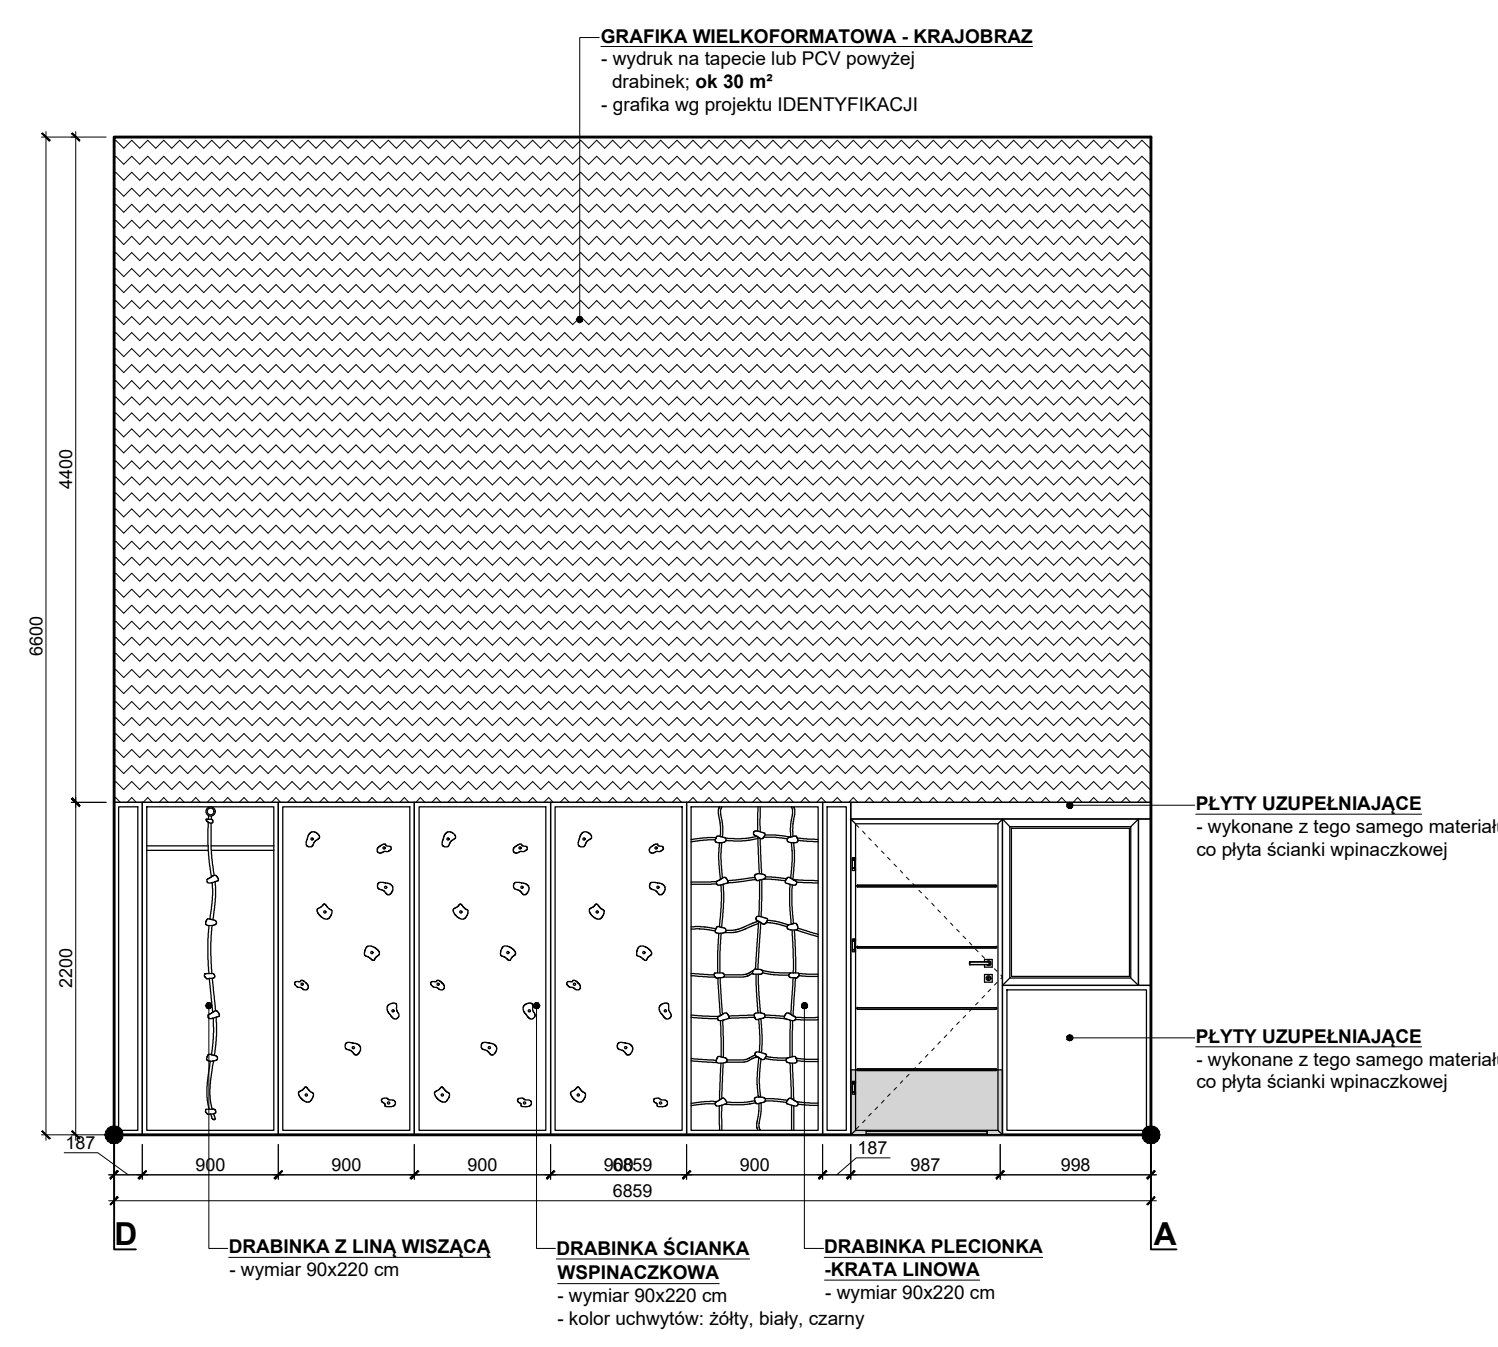 GRAFIKA WIELKOFORMATOWA - KRAJOBRAZ
- wydruk na tapecie lub PCV powyżej
drabinek; ok 30 m²
- grafika wg projektu IDENTYFIKACJI
4400
6600
2200
PŁYTY UZUPEŁNIAJĄCE
- wykonane z tego samego materiału
co płyta ścianki wpinaczkowej
PŁYTY UZUPEŁNIAJĄCE
- wykonane z tego samego materiału
co płyta ścianki wpinaczkowej
187
900
900
900
900
6859
900
187
987
998
6859
D
A
DRABINKA Z LINĄ WISZĄCĄ
- wymiar 90x220 cm
DRABINKA ŚCIANKA
WSPINACZKOWA
- wymiar 90x220 cm
- kolor uchwytów: żółty, biały, czarny
DRABINKA PLECIONKA
-KRATA LINOWA
- wymiar 90x220 cm